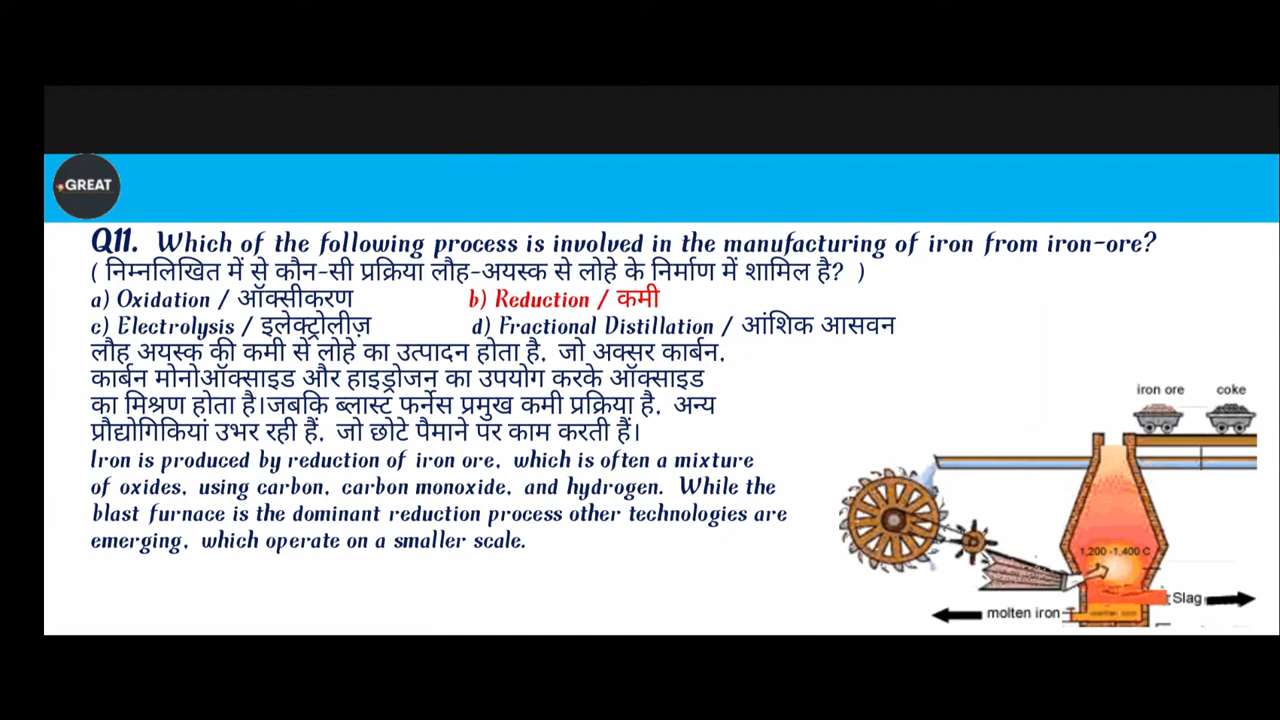 GREAT
Q11. Which of the following process is involved in the manufacturing of iron from iron-ore?
( निम्नलिखित में से कौन-सी प्रक्रिया लौह-अयस्क से लोहे के निर्माण में शामिल है? )
a) Oxidation / ऑक्सीकरण b) Reduction / कमी
c) Electrolysis / इलेक्ट्रोलीज़ d) Fractional Distillation / आंशिक आसवन
लौह अयस्क की कमी से लोहे का उत्पादन होता है, जो अक्सर कार्बन,
कार्बन मोनोऑक्साइड और हाइड्रोजन का उपयोग करके ऑक्साइड
का मिश्रण होता है।जबकि ब्लास्ट फर्नेस प्रमुख कमी प्रक्रिया है, अन्य
प्रौद्योगिकियां उभर रही हैं, जो छोटे पैमाने पर काम करती हैं।
Iron is produced by reduction of iron ore, which is often a mixture
of oxides, using carbon, carbon monoxide, and hydrogen. While the
blast furnace is the dominant reduction process other technologies are
emerging, which operate on a smaller scale.
iron ore coke
1,200 -1,400 C
Slag
molten iron